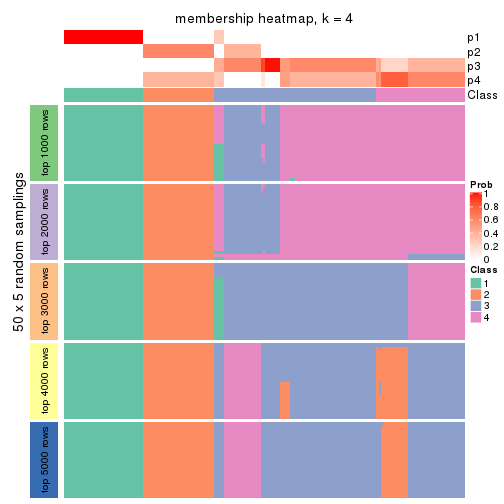 membership heatmap, k = 4
p1
p2
p3
p4
Class
50 x 5 random samplings
top 1000 rows
top 2000 rows
top 3000 rows
top 4000 rows
top 5000 rows
Prob
1
0.8
0.6
0.4
0.2
0
Class
1
2
3
4